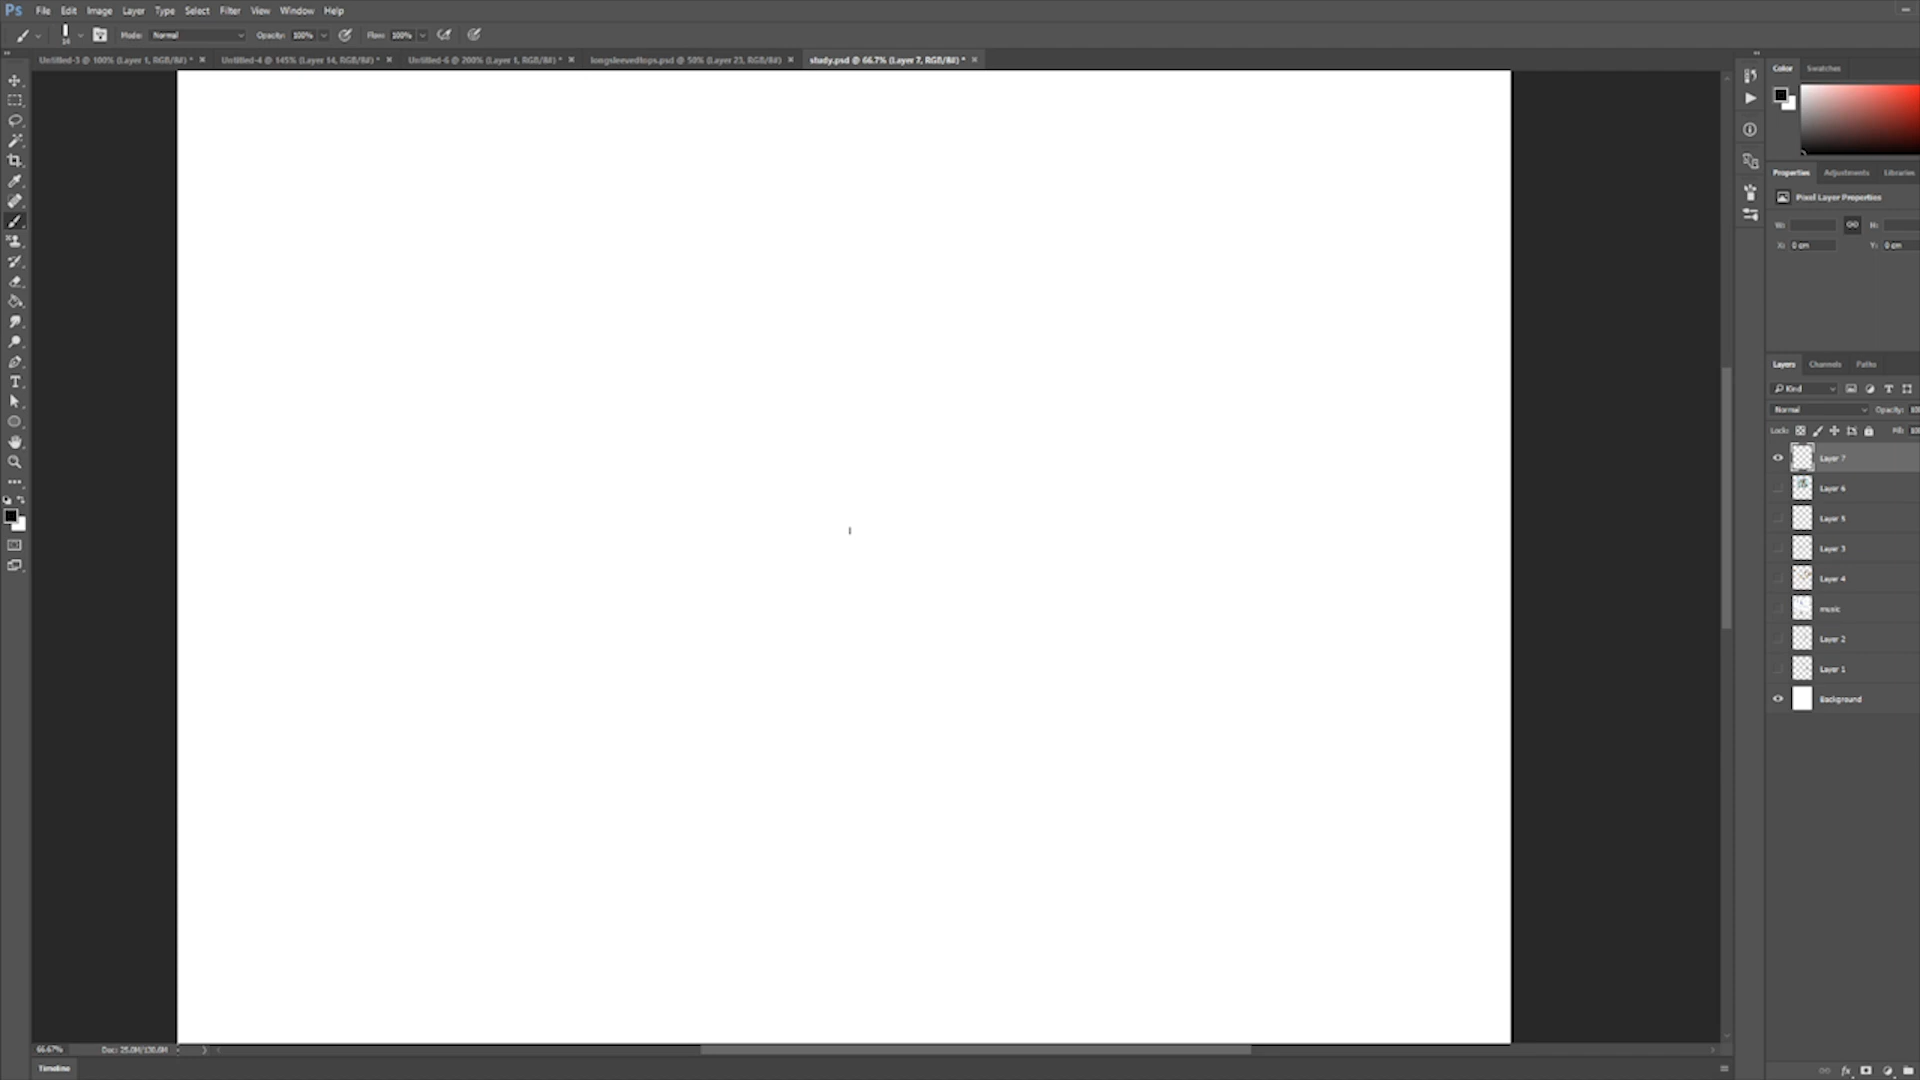 Ps File Edit Image Layer Type Select Filter View Window Help
14 Mode: Normal Opacity: 100% Flow: 100%
Untitled-3 @ 100% (Layer 1, RGB/8#) * × Untitled-4 @ 145% (Layer 14, RGB/8#) * × Untitled-6 @ 200% (Layer 1, RGB/8#) * × longsleevedtops.psd @ 50% (Layer 23, RGB/8#) × study.psd @ 66.7% (Layer 7, RGB/8#) * ×
Color Swatches
Properties Adjustments Libraries
Pixel Layer Properties
W: H:
X: 0 cm Y: 0 cm
Layers Channels Paths
Kind
Normal Opacity:
Lock: Fill:
Layer 7
Layer 6
Layer 5
Layer 3
Layer 4
music
Layer 2
Layer 1
Background
66.67% Doc: 25.0M/130.6M
fx
Timeline